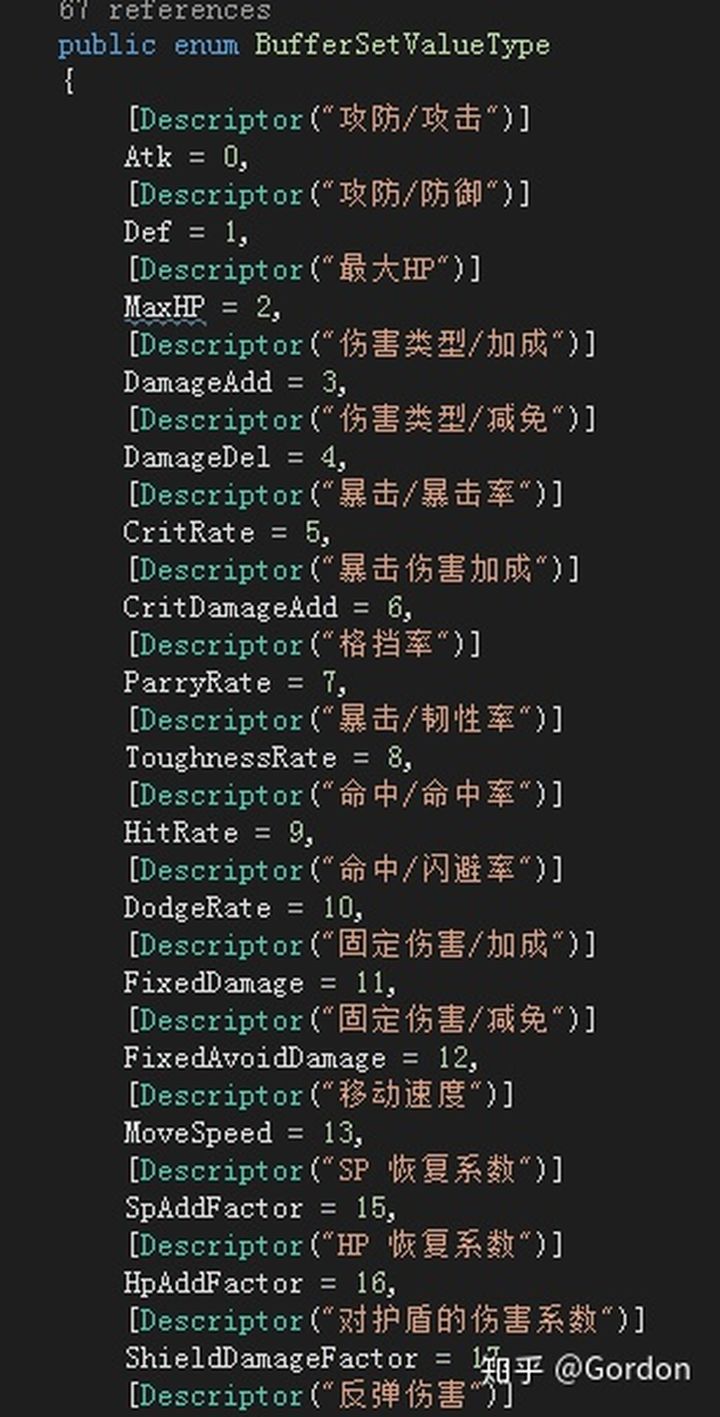 67 references
public enum BufferSetValueType
{
[Descriptor("攻防/攻击")]
Atk = 0,
[Descriptor("攻防/防御")]
Def = 1,
[Descriptor("最大HP")]
MaxHP = 2,
[Descriptor("伤害类型/加成")]
DamageAdd = 3,
[Descriptor("伤害类型/减免")]
DamageDel = 4,
[Descriptor("暴击/暴击率")]
CritRate = 5,
[Descriptor("暴击伤害加成")]
CritDamageAdd = 6,
[Descriptor("格挡率")]
ParryRate = 7,
[Descriptor("暴击/韧性率")]
ToughnessRate = 8,
[Descriptor("命中/命中率")]
HitRate = 9,
[Descriptor("命中/闪避率")]
DodgeRate = 10,
[Descriptor("固定伤害/加成")]
FixedDamage = 11,
[Descriptor("固定伤害/减免")]
FixedAvoidDamage = 12,
[Descriptor("移动速度")]
MoveSpeed = 13,
[Descriptor("SP 恢复系数")]
SpAddFactor = 15,
[Descriptor("HP 恢复系数")]
HpAddFactor = 16,
[Descriptor("对护盾的伤害系数")]
ShieldDamageFactor = 17
知乎 @Gordon
[Descriptor("反弹伤害")]